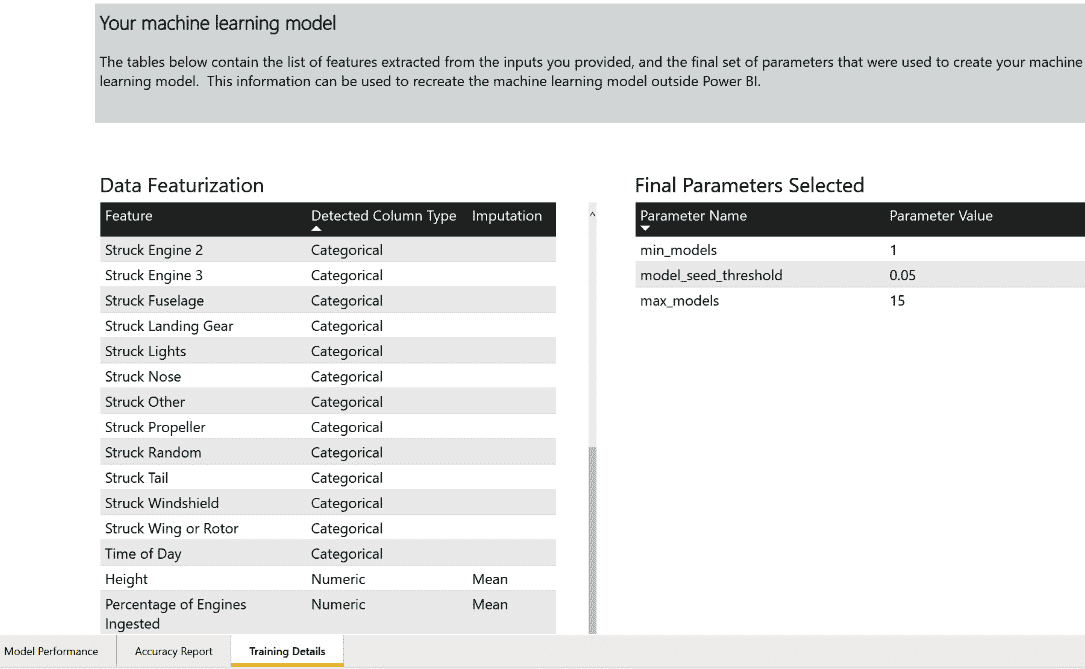 Your machine learning model
The tables below contain the list of features extracted from the inputs you provided, and the final set of parameters that were used to create your machine
learning model. This information can be used to recreate the machine learning model outside Power BI.
Data Featurization
Feature Detected Column Type Imputation
Struck Engine 2 Categorical
Struck Engine 3 Categorical
Struck Fuselage Categorical
Struck Landing Gear Categorical
Struck Lights Categorical
Struck Nose Categorical
Struck Other Categorical
Struck Propeller Categorical
Struck Random Categorical
Struck Tail Categorical
Struck Windshield Categorical
Struck Wing or Rotor Categorical
Time of Day Categorical
Height Numeric Mean
Percentage of Engines Numeric Mean
Ingested
Final Parameters Selected
Parameter Name Parameter Value
min_models 1
model_seed_threshold 0.05
max_models 15
Model Performance Accuracy Report Training Details